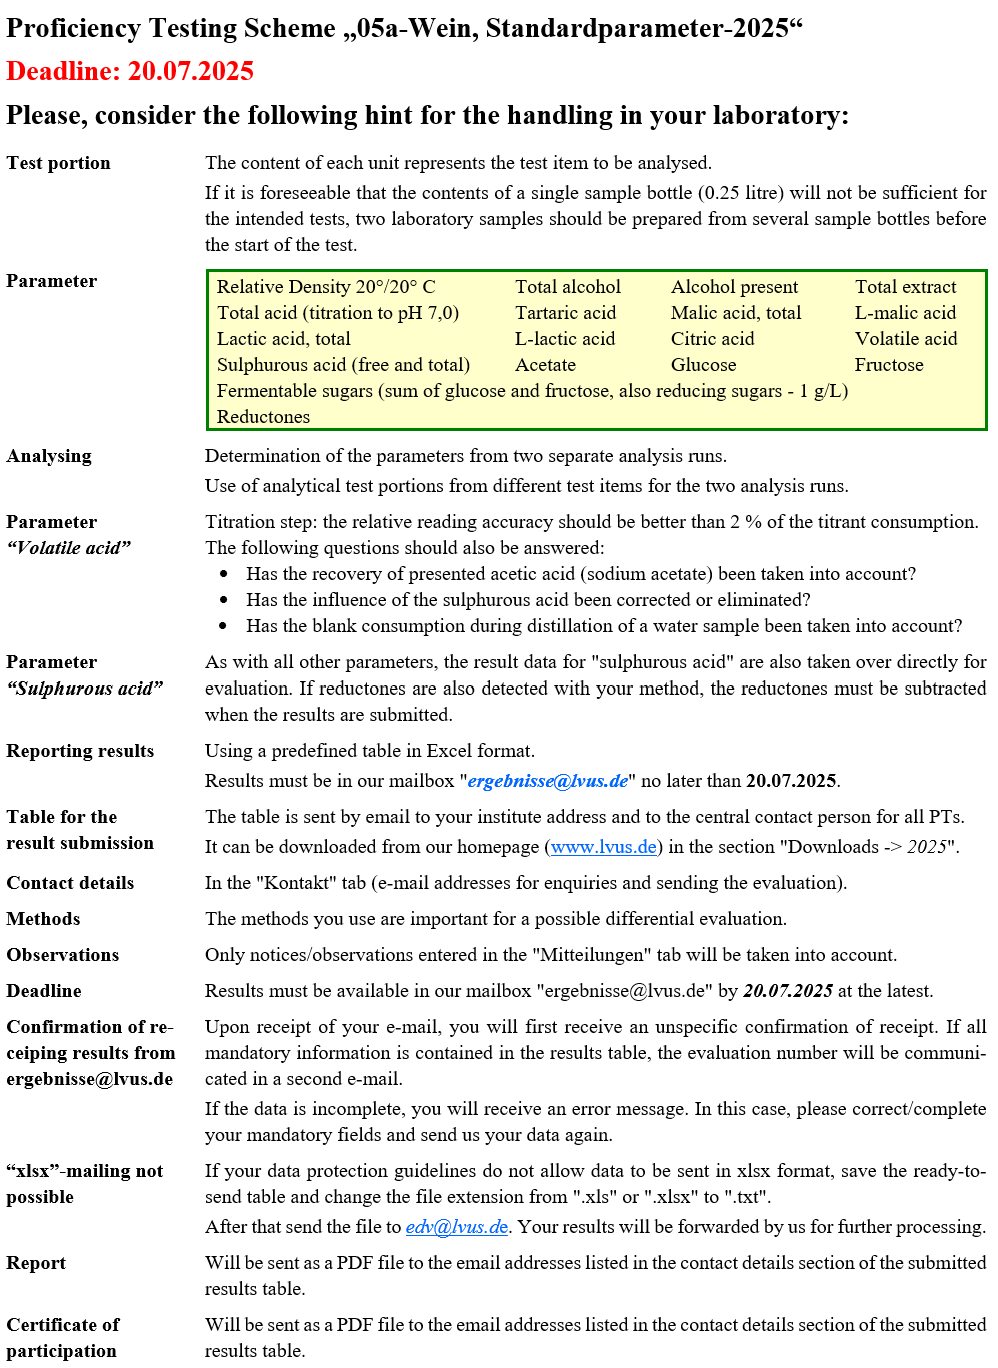 Proficiency Testing Scheme „05a-Wein, Standardparameter-2025“
Deadline: 20.07.2025
Please, consider the following hint for the handling in your laboratory:
Test portion The content of each unit represents the test item to be analysed.
If it is foreseeable that the contents of a single sample bottle (0.25 litre) will not be sufficient for
the intended tests, two laboratory samples should be prepared from several sample bottles before
the start of the test.
Parameter Relative Density 20°/20° C Total alcohol Alcohol present Total extract
Total acid (titration to pH 7,0) Tartaric acid Malic acid, total L-malic acid
Lactic acid, total L-lactic acid Citric acid Volatile acid
Sulphurous acid (free and total) Acetate Glucose Fructose
Fermentable sugars (sum of glucose and fructose, also reducing sugars - 1 g/L)
Reductones
Analysing Determination of the parameters from two separate analysis runs.
Use of analytical test portions from different test items for the two analysis runs.
Parameter Titration step: the relative reading accuracy should be better than 2 % of the titrant consumption.
“Volatile acid” The following questions should also be answered:
• Has the recovery of presented acetic acid (sodium acetate) been taken into account?
• Has the influence of the sulphurous acid been corrected or eliminated?
• Has the blank consumption during distillation of a water sample been taken into account?
Parameter As with all other parameters, the result data for "sulphurous acid" are also taken over directly for
“Sulphurous acid” evaluation. If reductones are also detected with your method, the reductones must be subtracted
when the results are submitted.
Reporting results Using a predefined table in Excel format.
Results must be in our mailbox "ergebnisse@lvus.de" no later than 20.07.2025.
Table for the The table is sent by email to your institute address and to the central contact person for all PTs.
result submission It can be downloaded from our homepage (www.lvus.de) in the section "Downloads -> 2025".
Contact details In the "Kontakt" tab (e-mail addresses for enquiries and sending the evaluation).
Methods The methods you use are important for a possible differential evaluation.
Observations Only notices/observations entered in the "Mitteilungen" tab will be taken into account.
Deadline Results must be available in our mailbox "ergebnisse@lvus.de" by 20.07.2025 at the latest.
Confirmation of re- Upon receipt of your e-mail, you will first receive an unspecific confirmation of receipt. If all
ceiping results from mandatory information is contained in the results table, the evaluation number will be communi-
ergebnisse@lvus.de cated in a second e-mail.
If the data is incomplete, you will receive an error message. In this case, please correct/complete
your mandatory fields and send us your data again.
“xlsx”-mailing not If your data protection guidelines do not allow data to be sent in xlsx format, save the ready-to-
possible send table and change the file extension from ".xls" or ".xlsx" to ".txt".
After that send the file to edv@lvus.de. Your results will be forwarded by us for further processing.
Report Will be sent as a PDF file to the email addresses listed in the contact details section of the submitted
results table.
Certificate of Will be sent as a PDF file to the email addresses listed in the contact details section of the submitted
participation results table.